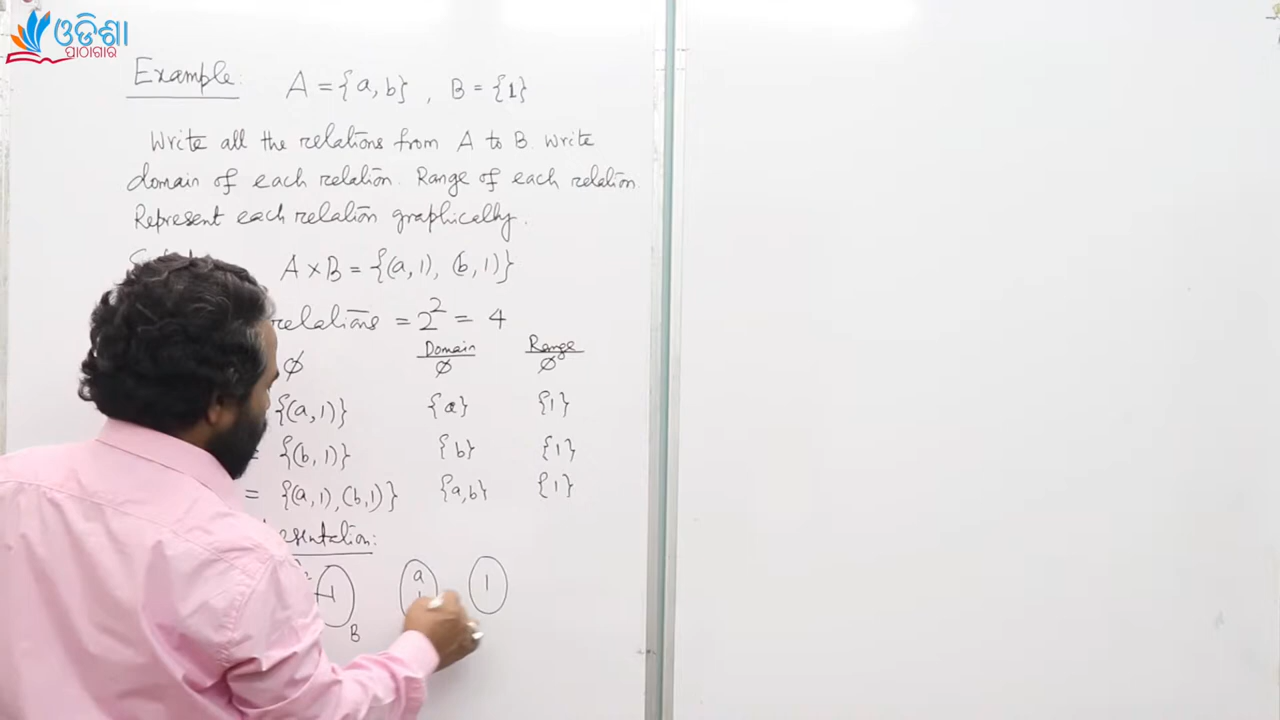 ଓଡିଶା
ପାଠାଗାର
Example: A = {a, b} , B = {1}
Write all the relations from A to B. Write
domain of each relation. Range of each relation.
Represent each relation graphically.
A × B = {(a, 1), (b, 1)}
relations = 2² = 4
Domain Range
∅ ∅ ∅
{(a, 1)} {a} {1}
{(b, 1)} {b} {1}
= {(a, 1), (b, 1)} {a, b} {1}
1 a 1
B